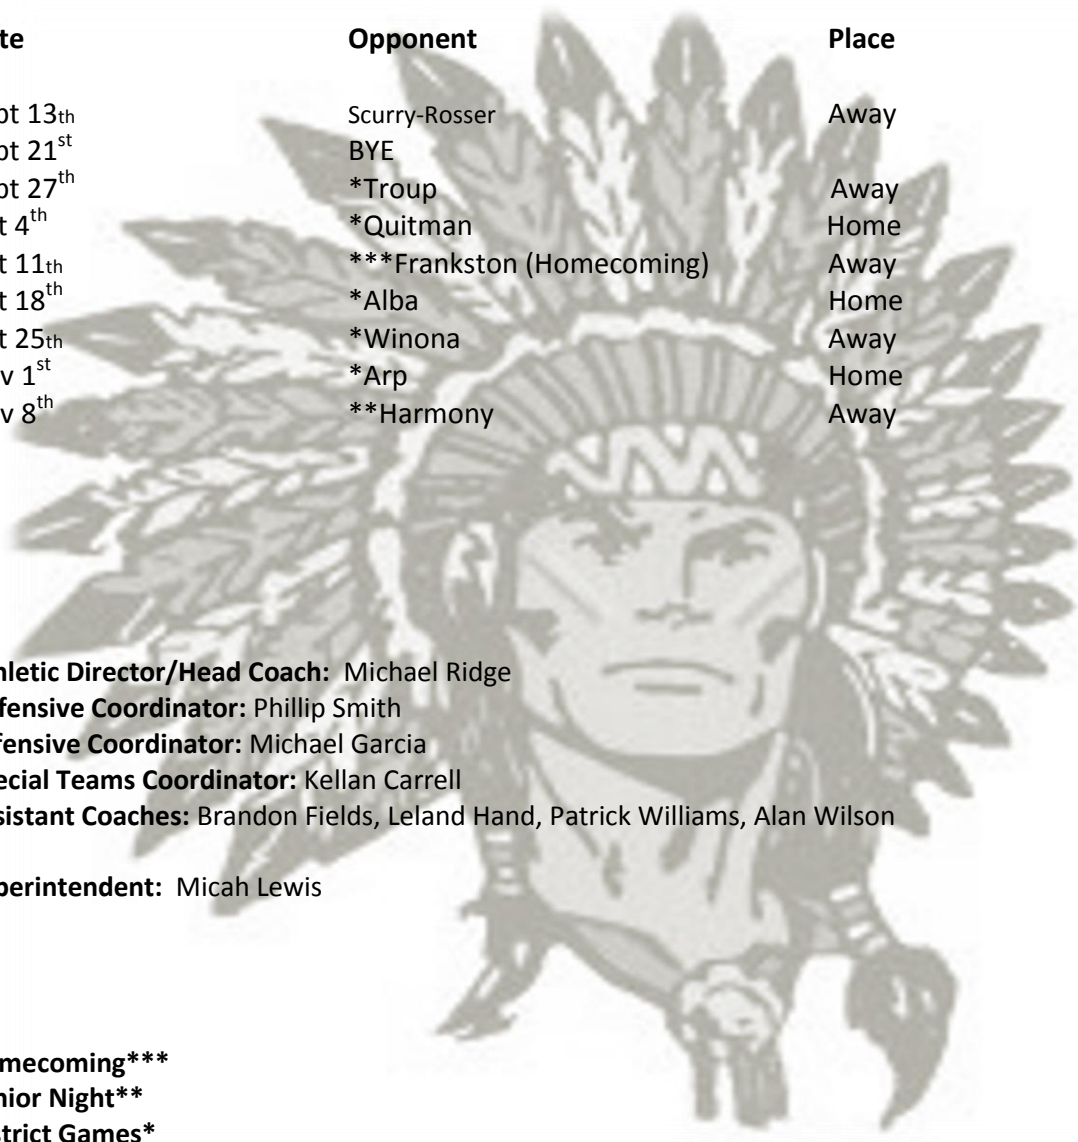 te Opponent Place
pt 13th Scurry-Rosser Away
pt 21st BYE
pt 27th *Troup Away
t 4th *Quitman Home
t 11th ***Frankston (Homecoming) Away
t 18th *Alba Home
t 25th *Winona Away
v 1st *Arp Home
v 8th **Harmony Away
hletic Director/Head Coach: Michael Ridge
fensive Coordinator: Phillip Smith
fensive Coordinator: Michael Garcia
ecial Teams Coordinator: Kellan Carrell
sistant Coaches: Brandon Fields, Leland Hand, Patrick Williams, Alan Wilson
perintendent: Micah Lewis
mecoming***
nior Night**
strict Games*